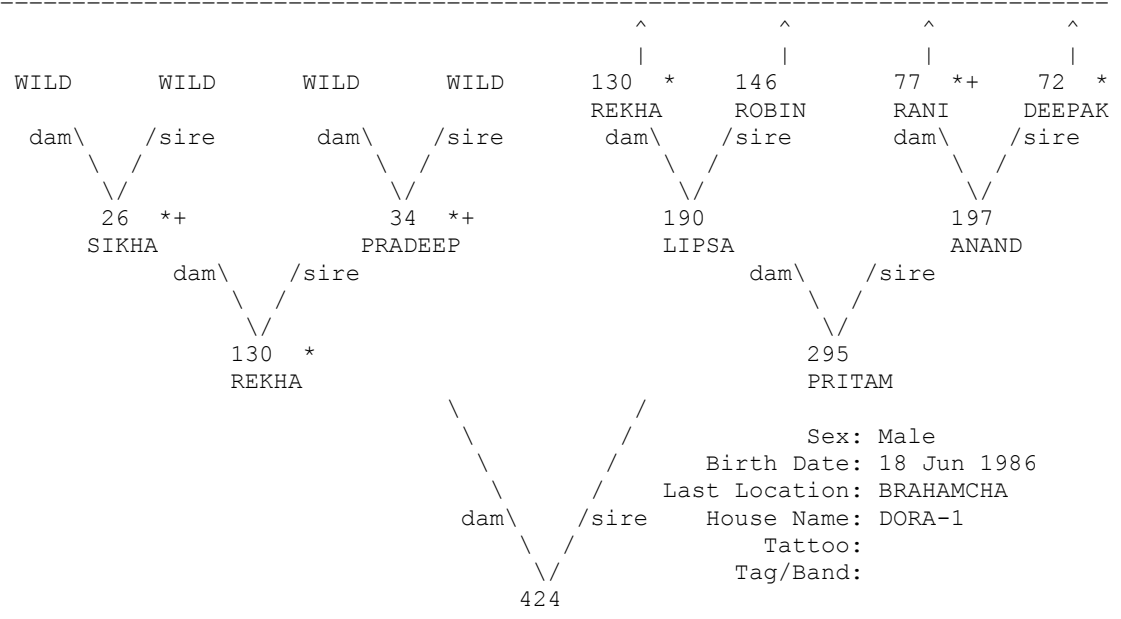 ^ ^ ^ ^
| | | |
WILD WILD WILD WILD 130 * 146 77 *+ 72 *
REKHA ROBIN RANI DEEPAK
dam\ /sire dam\ /sire dam\ /sire dam\ /sire
\ / \ / \ / \ /
\/ \/ \/ \/
26 *+ 34 *+ 190 197
SIKHA PRADEEP LIPSA ANAND
dam\ /sire dam\ /sire
\ / \ /
\/ \/
130 * 295
REKHA PRITAM
\ /
\ / Sex: Male
\ / Birth Date: 18 Jun 1986
\ / Last Location: BRAHAMCHA
dam\ /sire House Name: DORA-1
\ / Tattoo:
\/ Tag/Band:
424